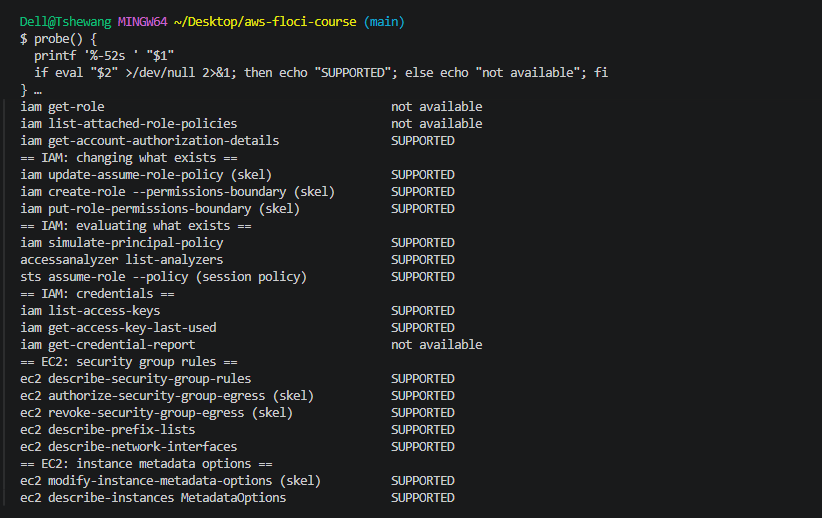 Dell@Tshewang MINGW64 ~/Desktop/aws-floci-course (main)
$ probe() {
  printf '%-52s ' "$1"
  if eval "$2" >/dev/null 2>&1; then echo "SUPPORTED"; else echo "not available"; fi
} …
iam get-role                                         not available
iam list-attached-role-policies                      not available
iam get-account-authorization-details                SUPPORTED
== IAM: changing what exists ==
iam update-assume-role-policy (skel)                 SUPPORTED
iam create-role --permissions-boundary (skel)        SUPPORTED
iam put-role-permissions-boundary (skel)             SUPPORTED
== IAM: evaluating what exists ==
iam simulate-principal-policy                        SUPPORTED
accessanalyzer list-analyzers                        SUPPORTED
sts assume-role --policy (session policy)            SUPPORTED
== IAM: credentials ==
iam list-access-keys                                 SUPPORTED
iam get-access-key-last-used                         SUPPORTED
iam get-credential-report                            not available
== EC2: security group rules ==
ec2 describe-security-group-rules                    SUPPORTED
ec2 authorize-security-group-egress (skel)           SUPPORTED
ec2 revoke-security-group-egress (skel)              SUPPORTED
ec2 describe-prefix-lists                            SUPPORTED
ec2 describe-network-interfaces                      SUPPORTED
== EC2: instance metadata options ==
ec2 modify-instance-metadata-options (skel)          SUPPORTED
ec2 describe-instances MetadataOptions               SUPPORTED